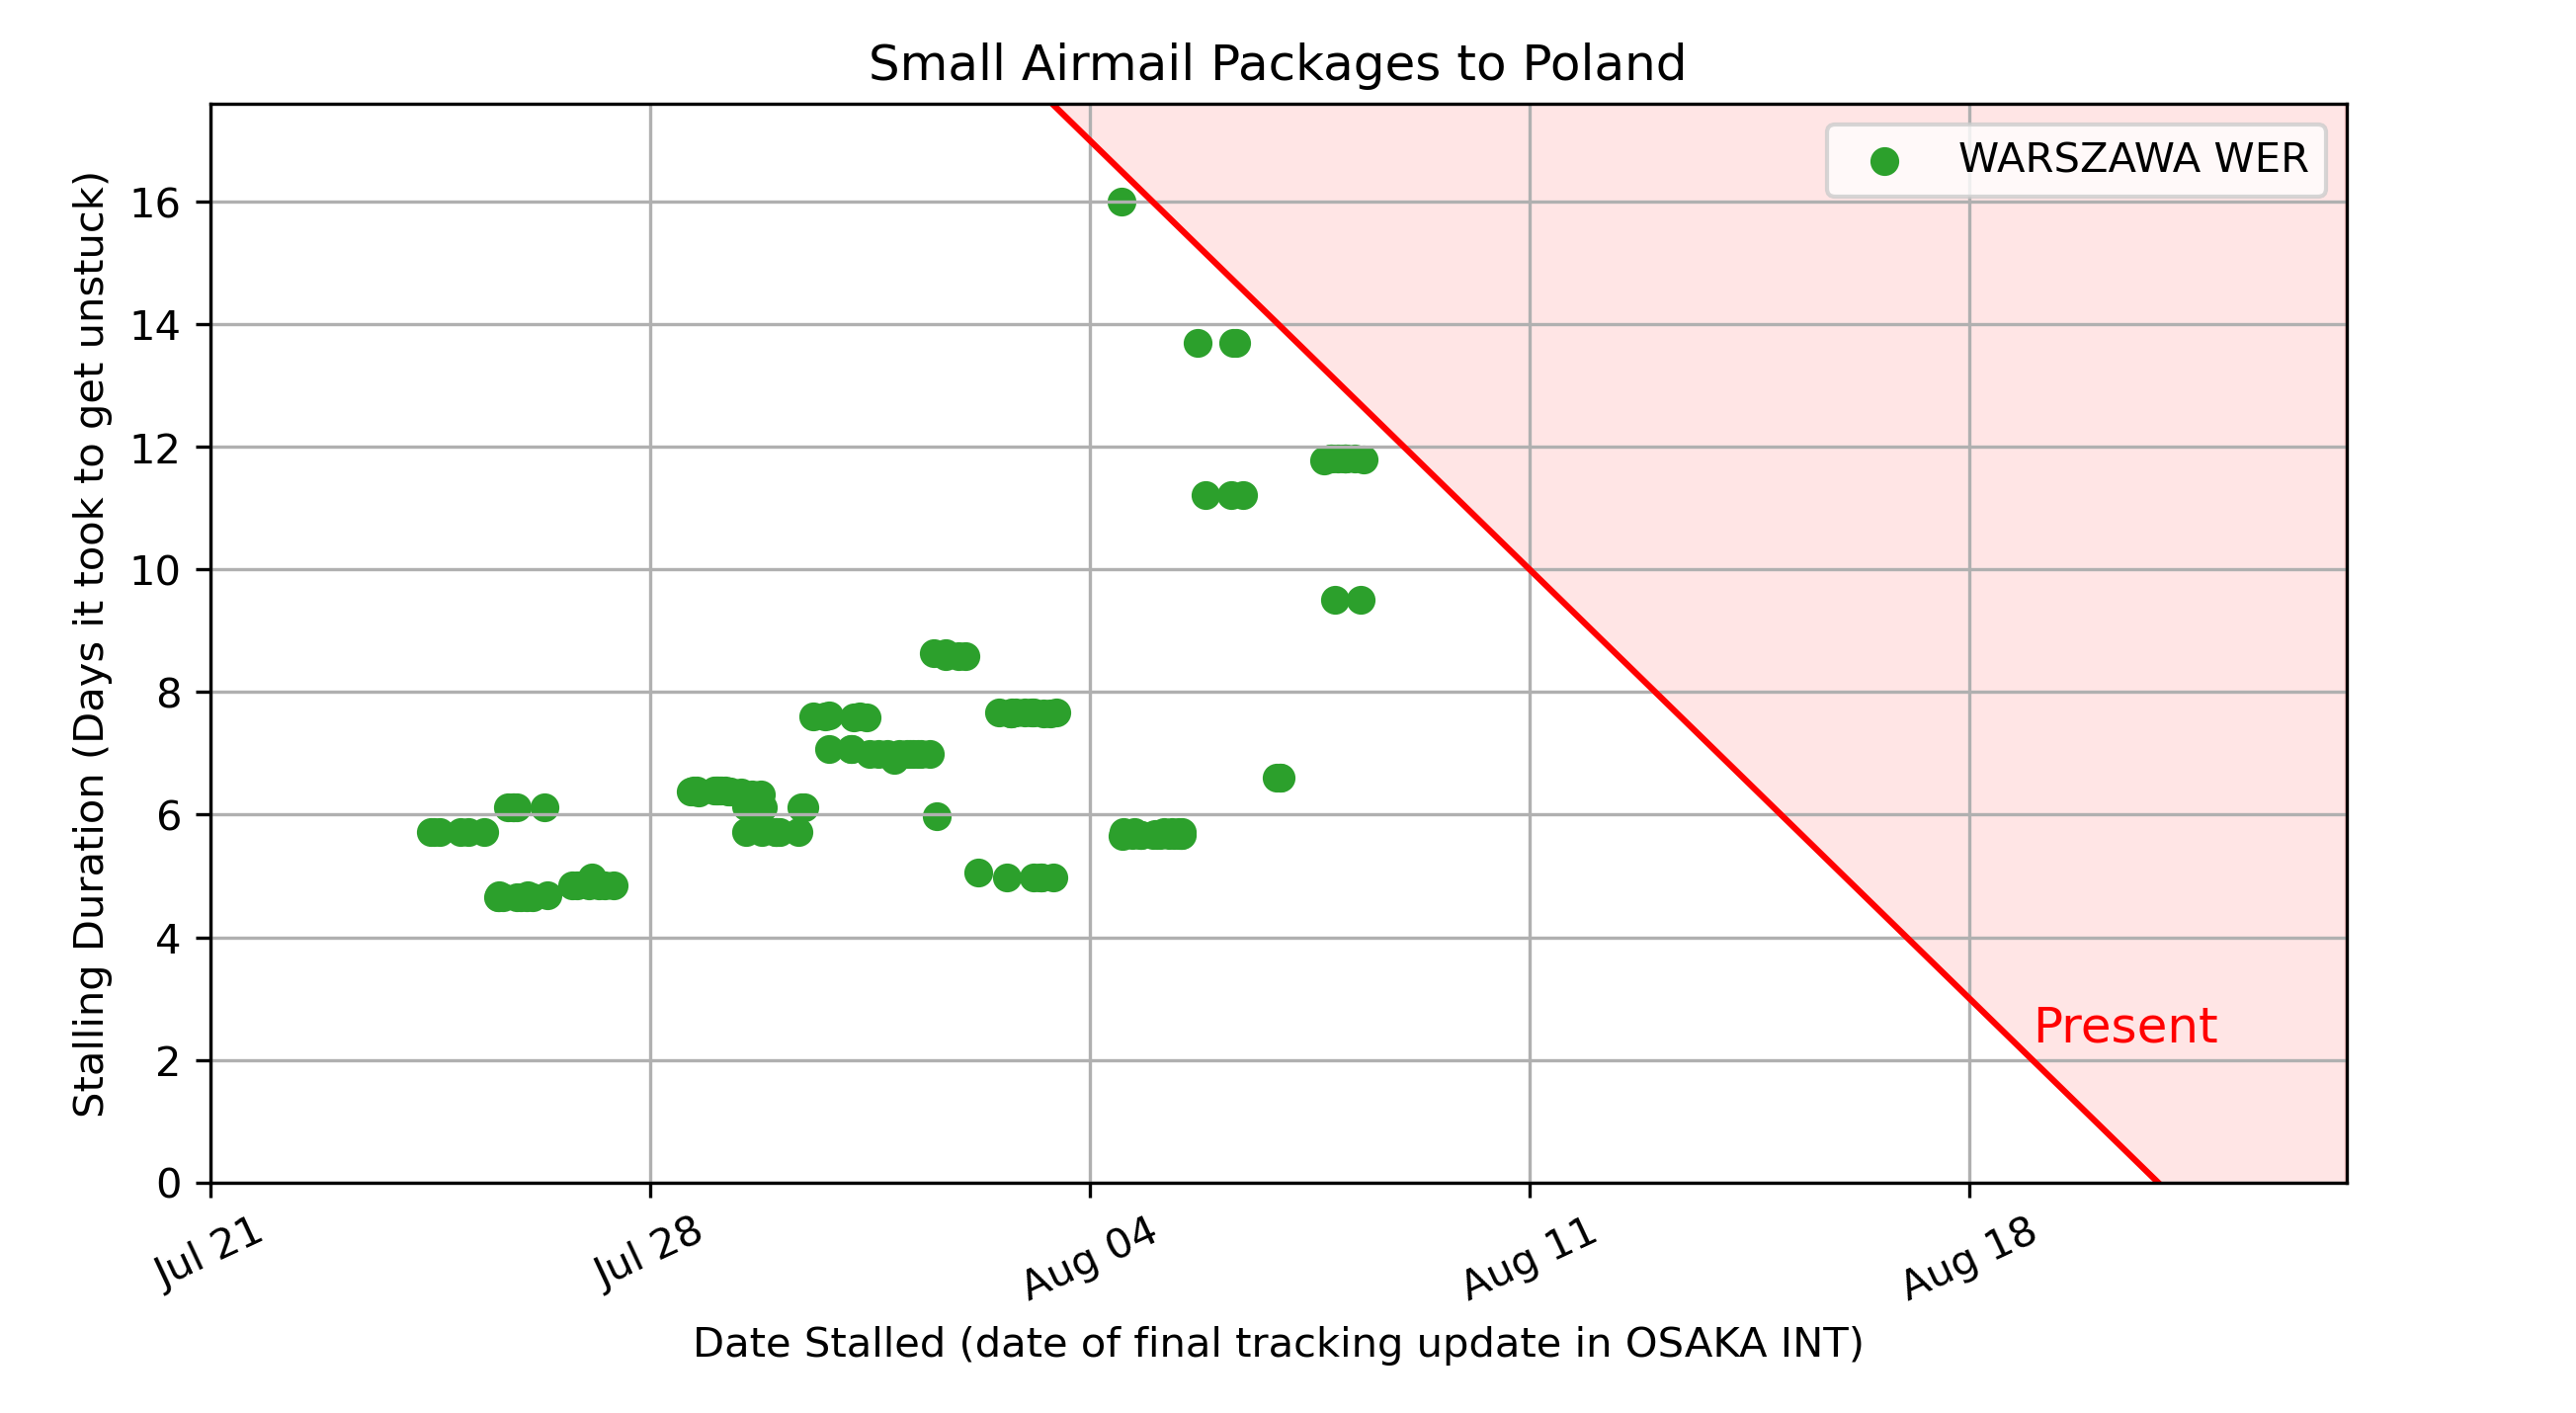 Small Airmail Packages to Poland
WARSZAWA WER
Stalling Duration (Days it took to get unstuck)
16
14
12
10
8
6
4
2
0
Present
Jul 21
Jul 28
Aug 04
Aug 11
Aug 18
Date Stalled (date of final tracking update in OSAKA INT)